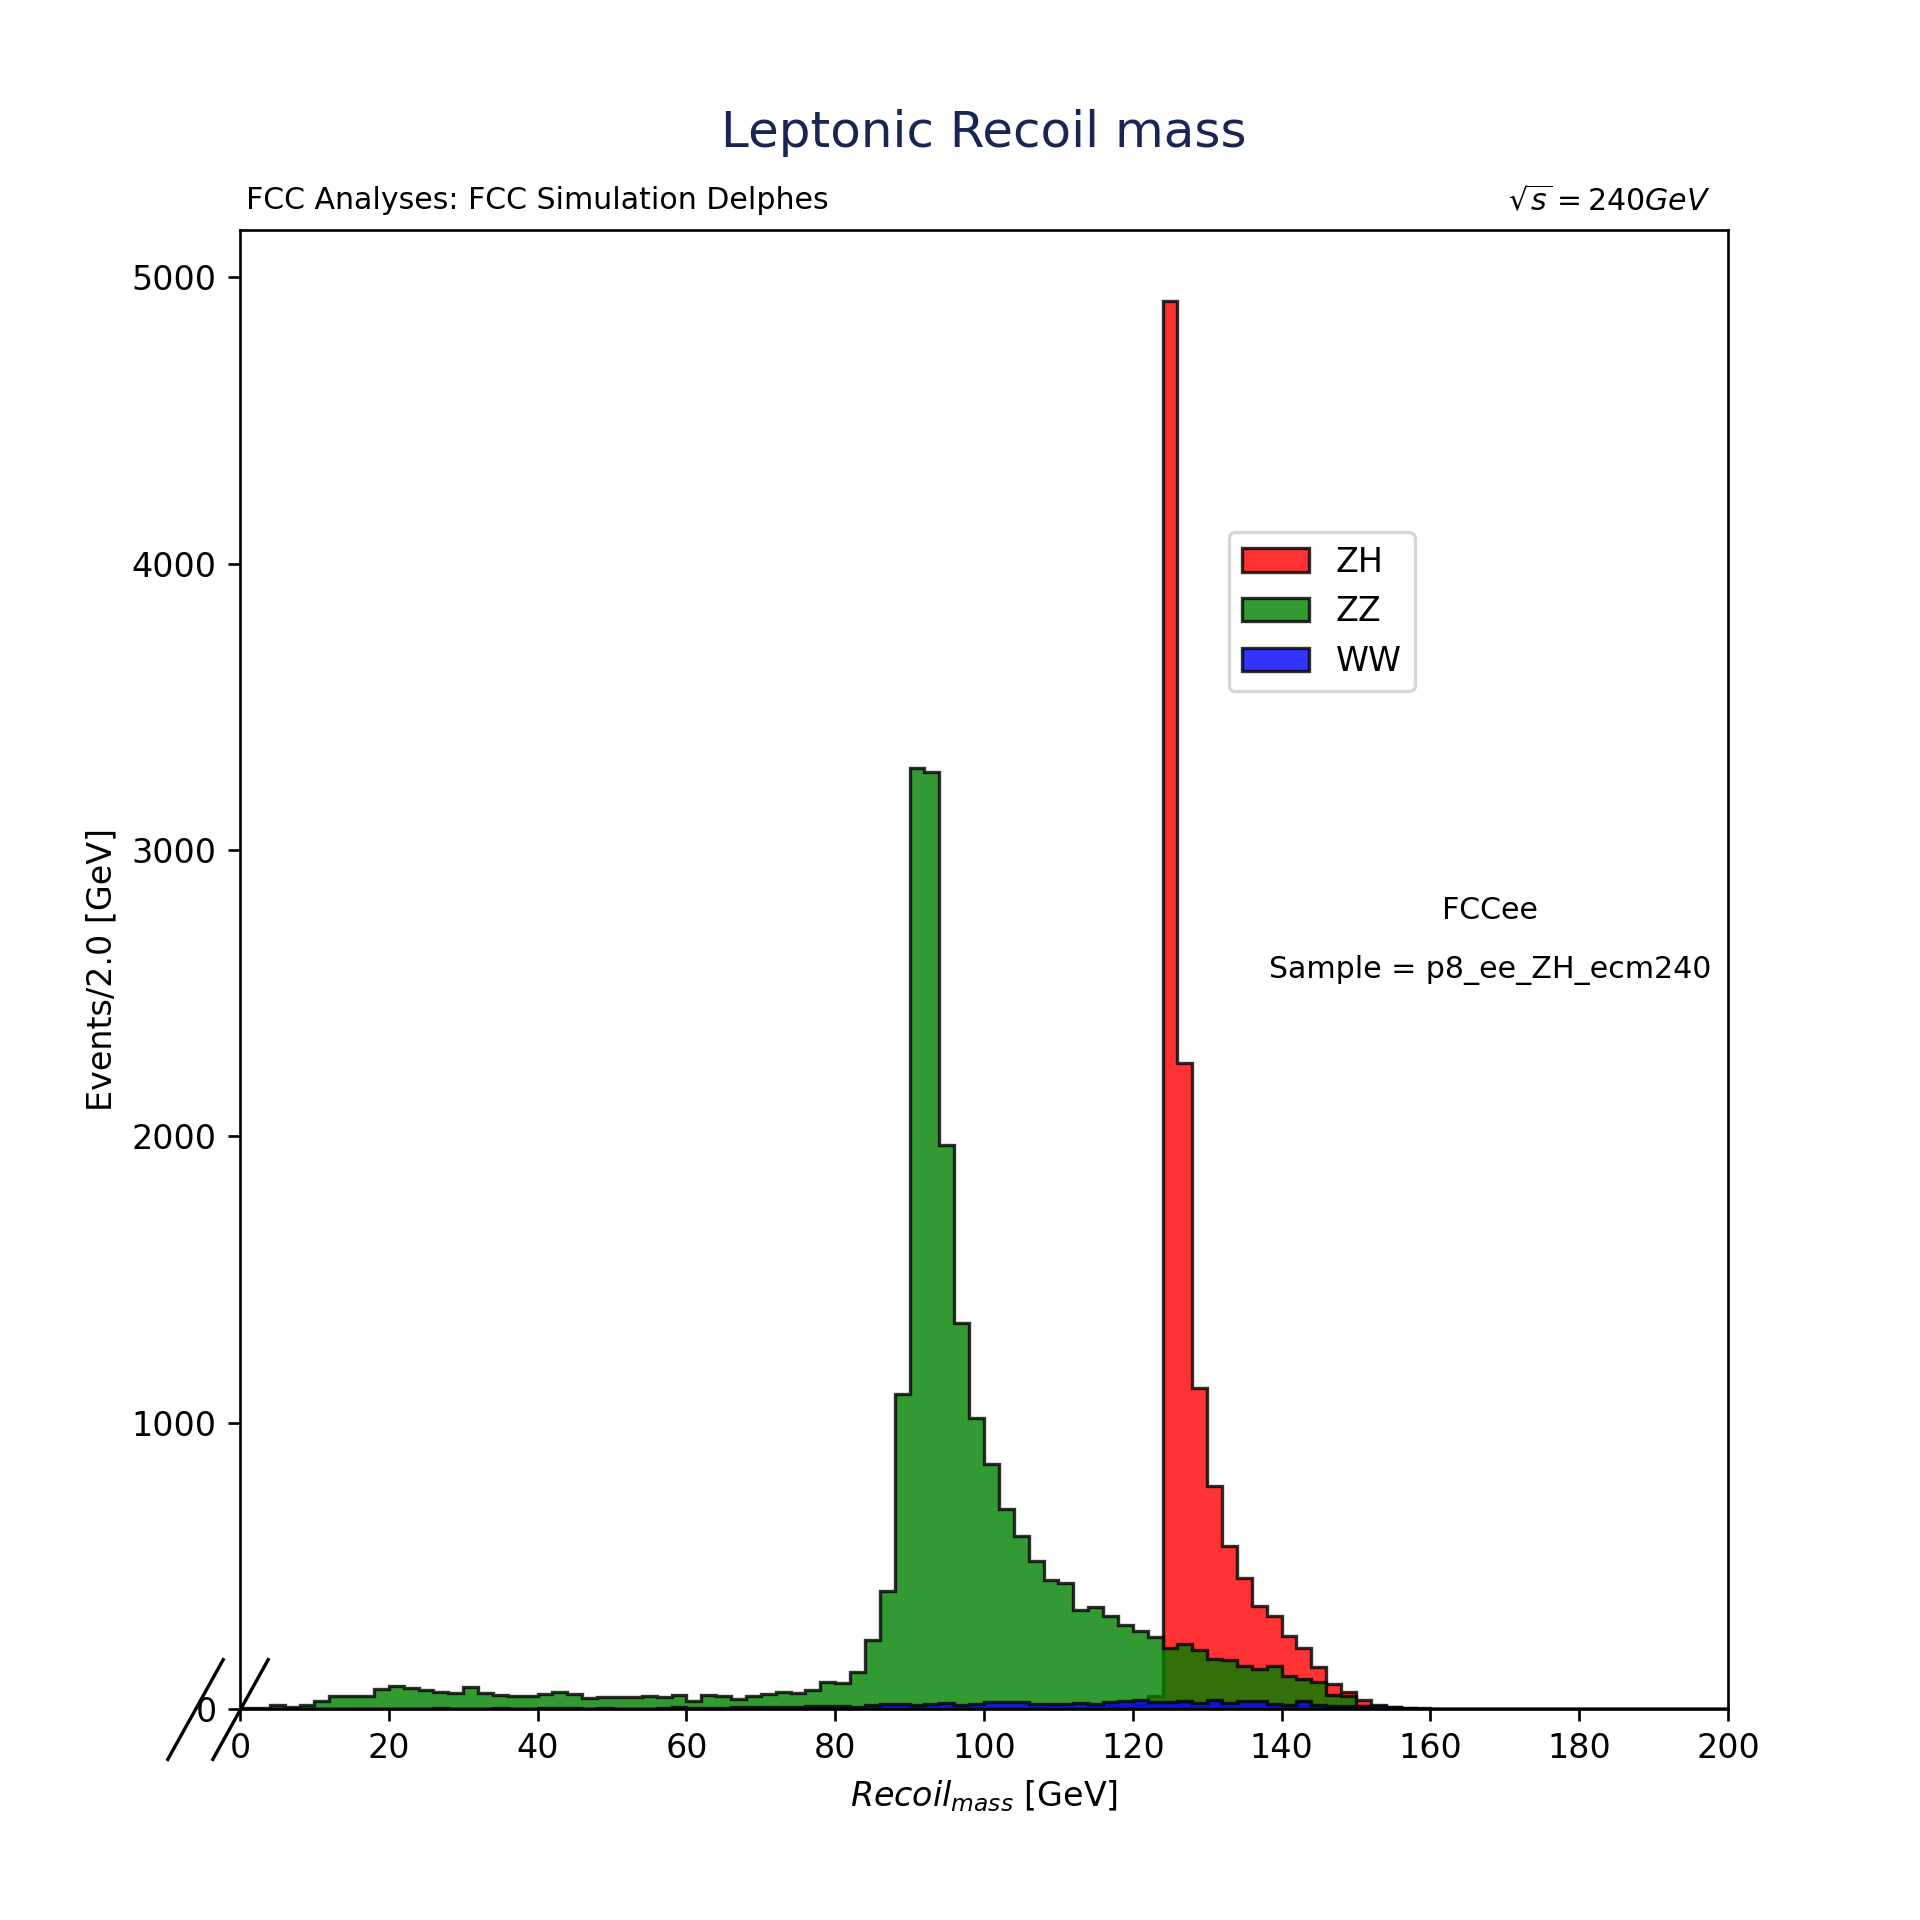 Leptonic Recoil mass
FCC Analyses: FCC Simulation Delphes
√s = 240GeV
5000
4000
3000
2000
1000
0
Events/2.0 [GeV]
ZH
ZZ
WW
FCCee
Sample = p8_ee_ZH_ecm240
0 20 40 60 80 100 120 140 160 180 200
Recoil_mass [GeV]